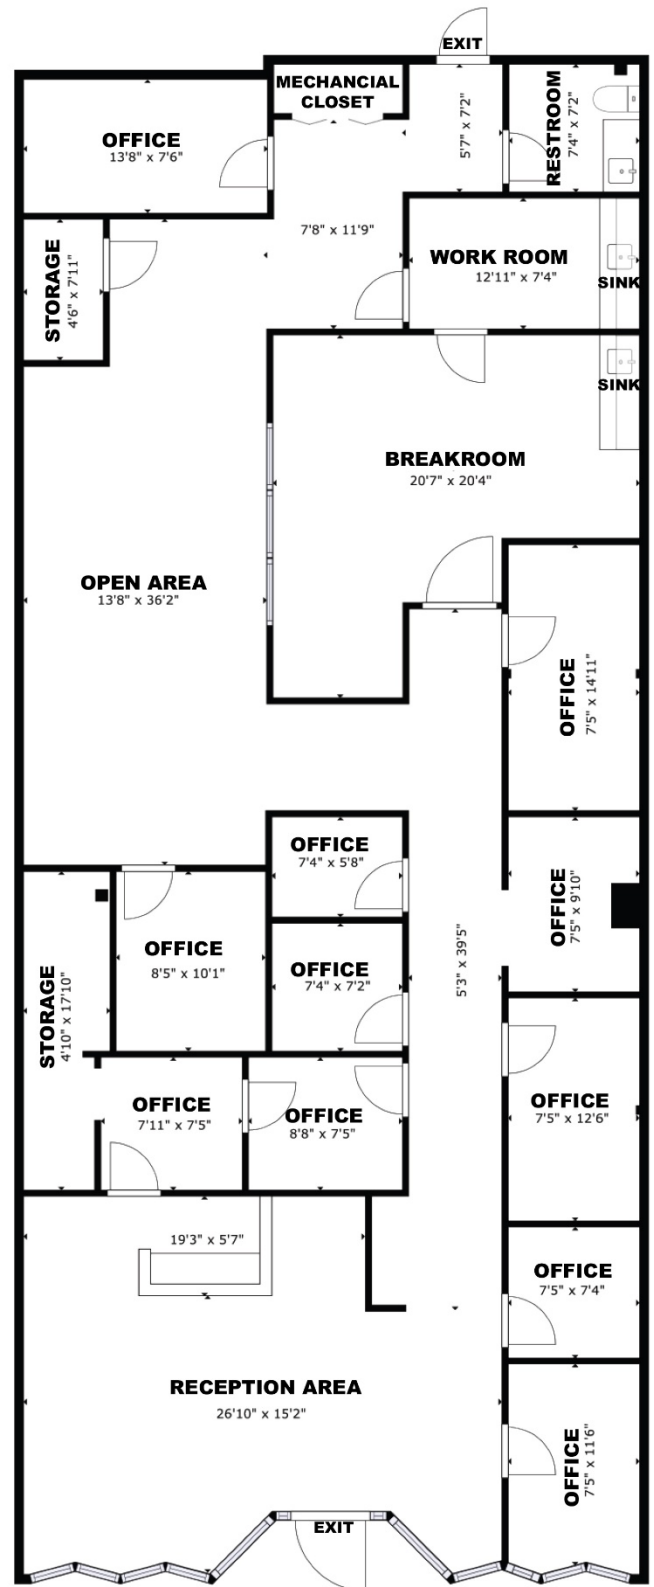 EXIT
MECHANCIAL
CLOSET
5'7" x 7'2"
RESTROOM
7'4" x 7'2"
OFFICE
13'8" x 7'6"
7'8" x 11'9"
STORAGE
4'6" x 7'11"
WORK ROOM
12'11" x 7'4"
SINK
SINK
BREAKROOM
20'7" x 20'4"
OPEN AREA
13'8" x 36'2"
OFFICE
7'5" x 14'11"
OFFICE
7'4" x 5'8"
OFFICE
7'5" x 9'10"
OFFICE
8'5" x 10'1"
OFFICE
7'4" x 7'2"
5'3" x 39'5"
STORAGE
4'10" x 17'10"
OFFICE
7'11" x 7'5"
OFFICE
8'8" x 7'5"
OFFICE
7'5" x 12'6"
19'3" x 5'7"
OFFICE
7'5" x 7'4"
RECEPTION AREA
26'10" x 15'2"
OFFICE
7'5" x 11'6"
EXIT